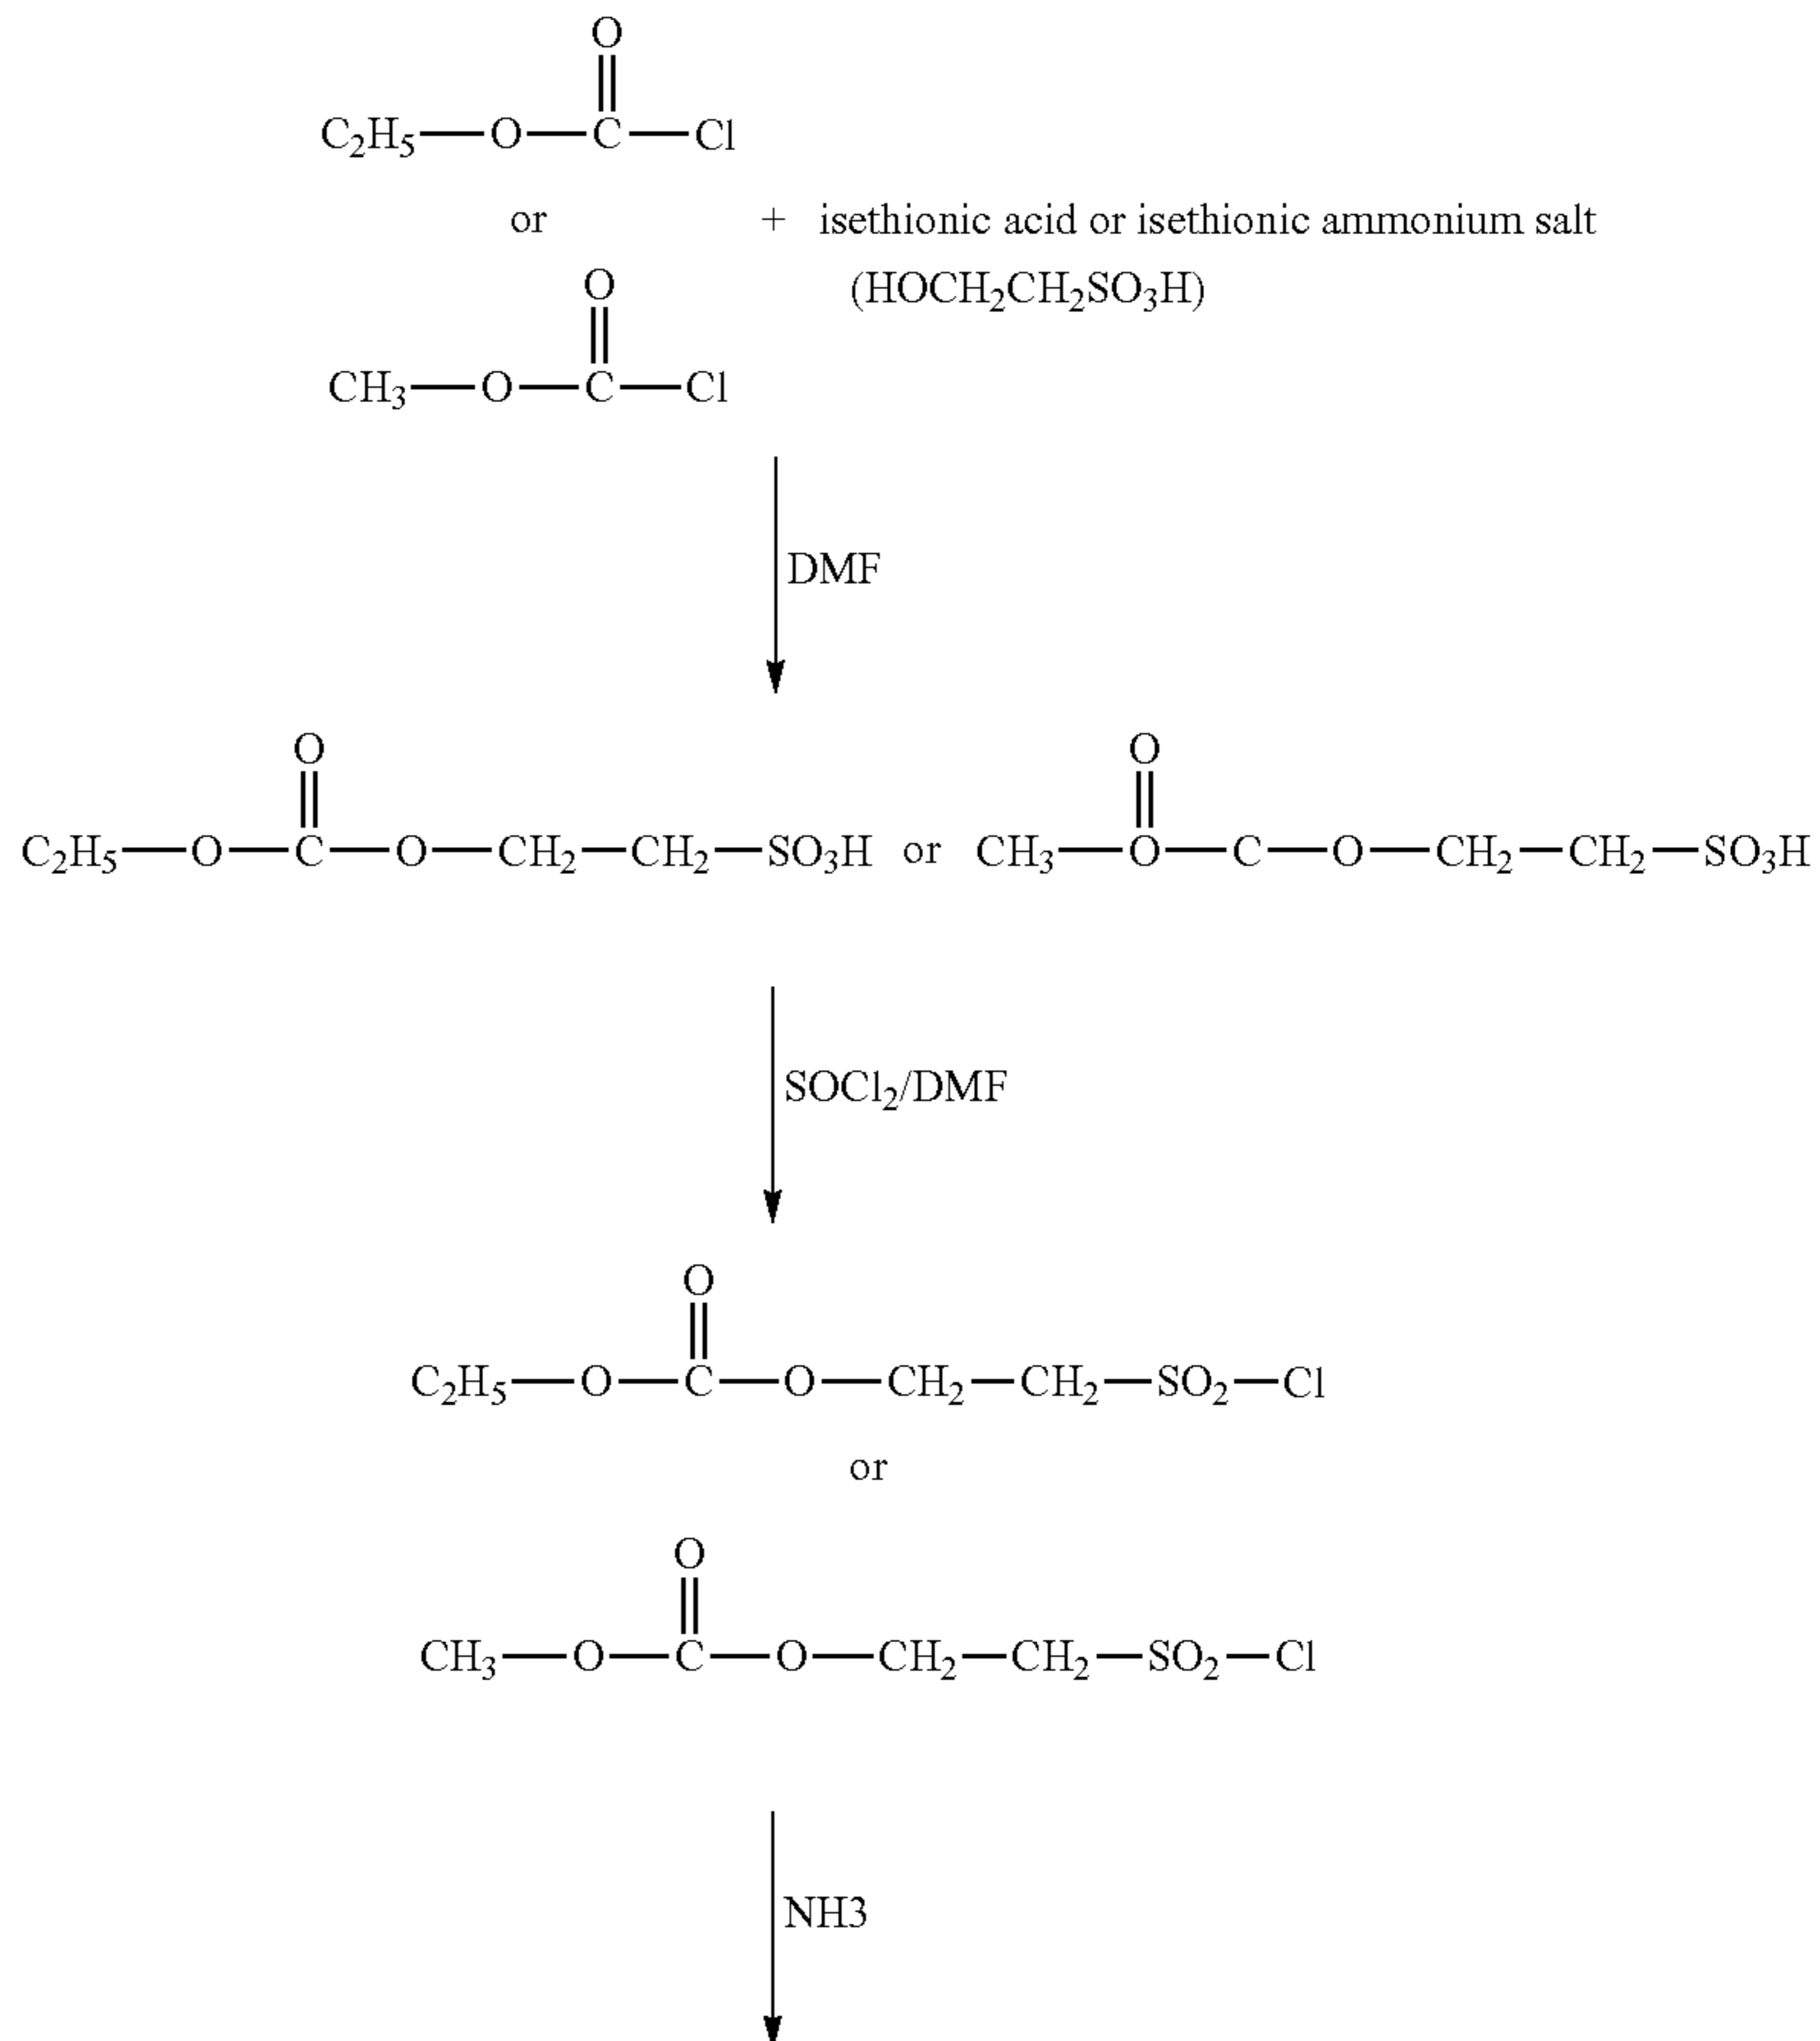 O
C₂H₅—O—C—Cl
or + isethionic acid or isethionic ammonium salt
(HOCH₂CH₂SO₃H)
O
CH₃—O—C—Cl
DMF
O O
C₂H₅—O—C—O—CH₂—CH₂—SO₃H or CH₃—O—C—O—CH₂—CH₂—SO₃H
SOCl₂/DMF
O
C₂H₅—O—C—O—CH₂—CH₂—SO₂—Cl
or
O
CH₃—O—C—O—CH₂—CH₂—SO₂—Cl
NH3